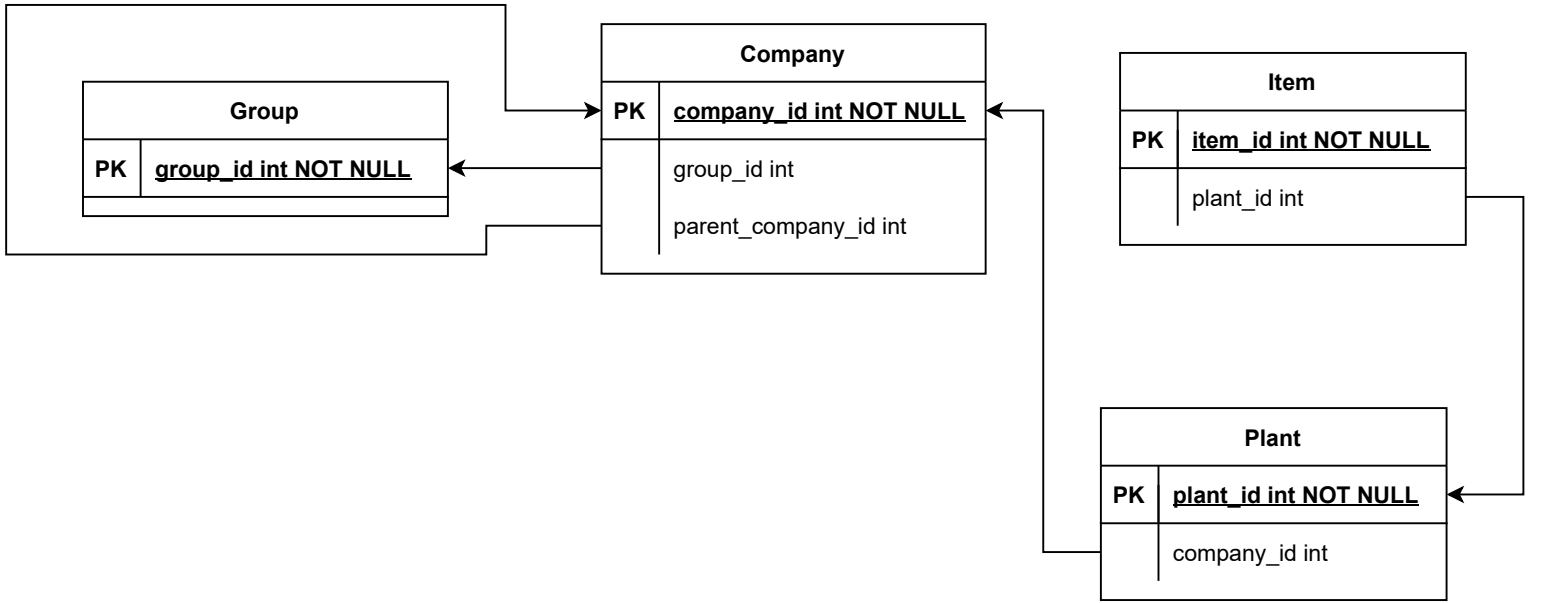 Group
PK group_id int NOT NULL
Company
PK company_id int NOT NULL
group_id int
parent_company_id int
Item
PK item_id int NOT NULL
plant_id int
Plant
PK plant_id int NOT NULL
company_id int